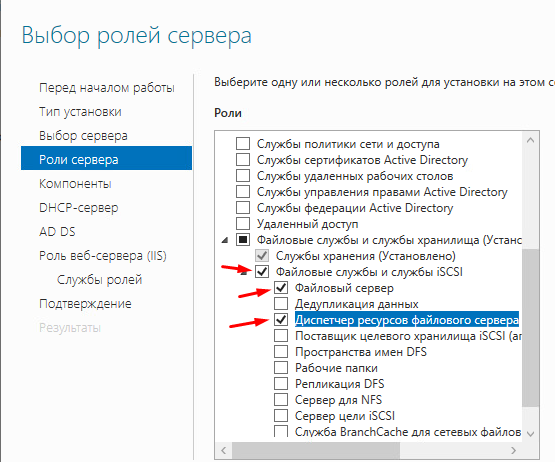 Выбор ролей сервера
Перед началом работы
Тип установки
Выбор сервера
Роли сервера
Компоненты
DHCP-сервер
AD DS
Роль веб-сервера (IIS)
Службы ролей
Подтверждение
Результаты
Выберите одну или несколько ролей для установки на этом се
Роли
Службы политики сети и доступа
Службы сертификатов Active Directory
Службы удаленных рабочих столов
Службы управления правами Active Directory
Службы федерации Active Directory
Удаленный доступ
Файловые службы и службы хранилища (Устано
Службы хранения (Установлено)
Файловые службы и службы iSCSI
Файловый сервер
Дедупликация данных
Диспетчер ресурсов файлового сервера
Поставщик целевого хранилища iSCSI (ап
Пространства имен DFS
Рабочие папки
Репликация DFS
Сервер для NFS
Сервер цели iSCSI
Служба BranchCache для сетевых файлов